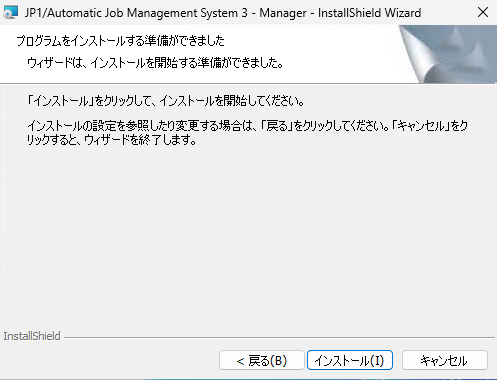 JP1/Automatic Job Management System 3 - Manager - InstallShield Wizard
プログラムをインストールする準備ができました
ウィザードは、インストールを開始する準備ができました。
「インストール」をクリックして、インストールを開始してください。
インストールの設定を参照したり変更する場合は、「戻る」をクリックしてください。「キャンセル」をク
リックすると、ウィザードを終了します。
InstallShield
< 戻る(B) インストール(I) キャンセル